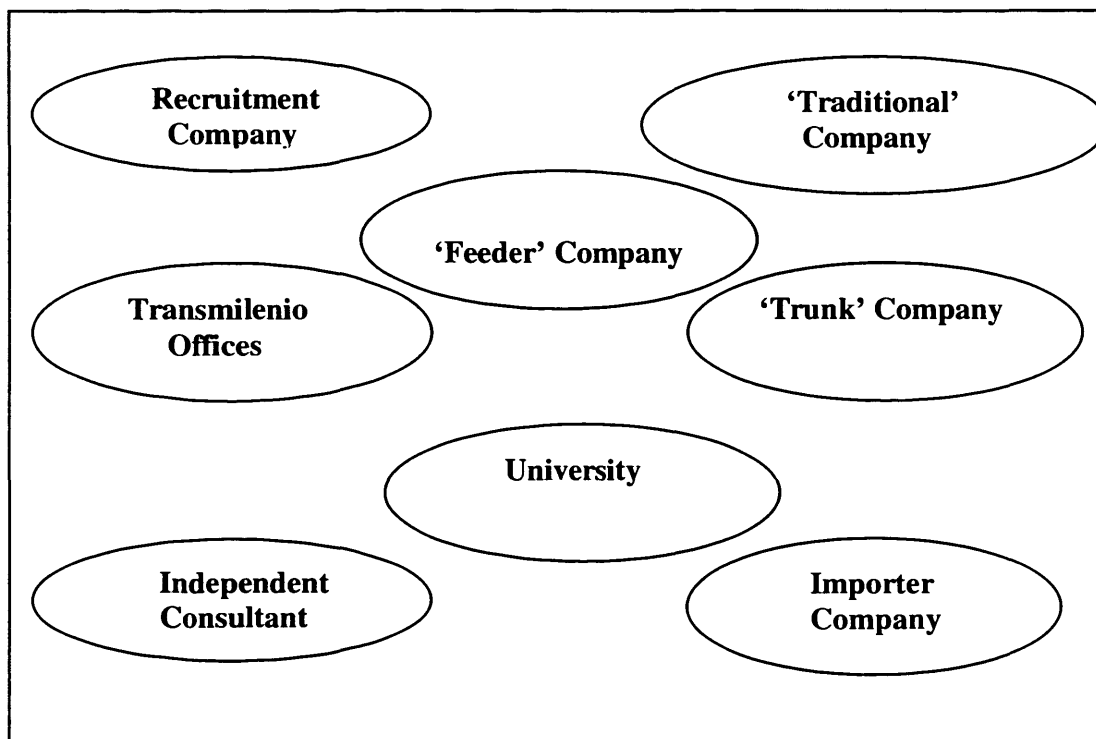 Recruitment
Company
‘Traditional’
Company
‘Feeder’ Company
Transmilenio
Offices
‘Trunk’ Company
University
Independent
Consultant
Importer
Company